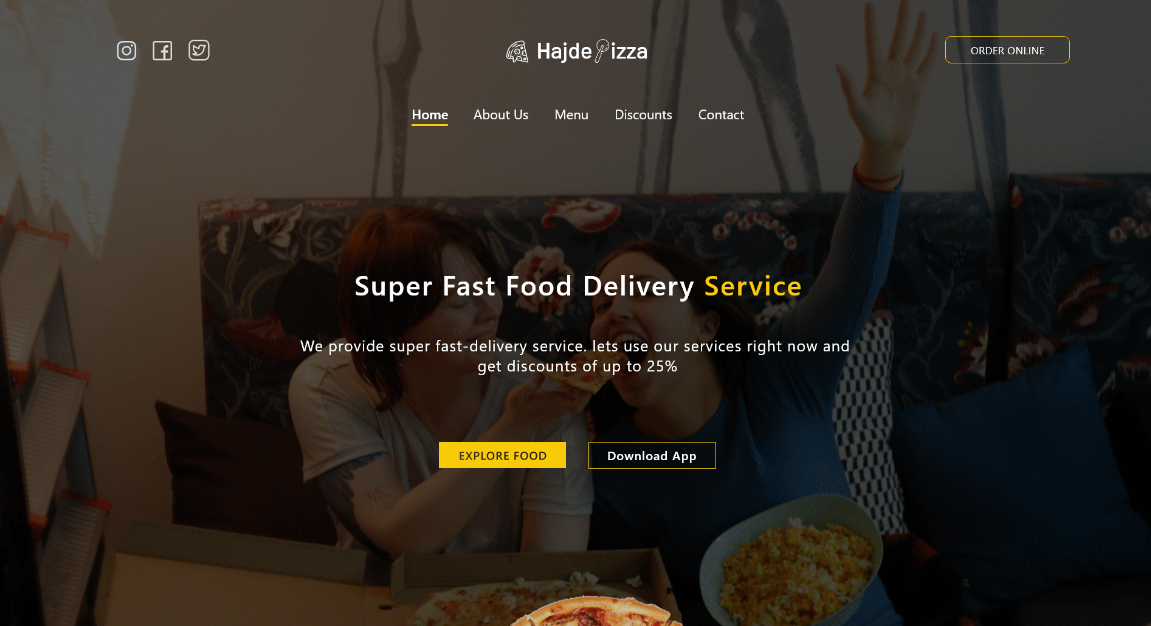 Hajde Pizza
ORDER ONLINE
Home About Us Menu Discounts Contact
Super Fast Food Delivery Service
We provide super fast-delivery service. lets use our services right now and
get discounts of up to 25%
EXPLORE FOOD Download App